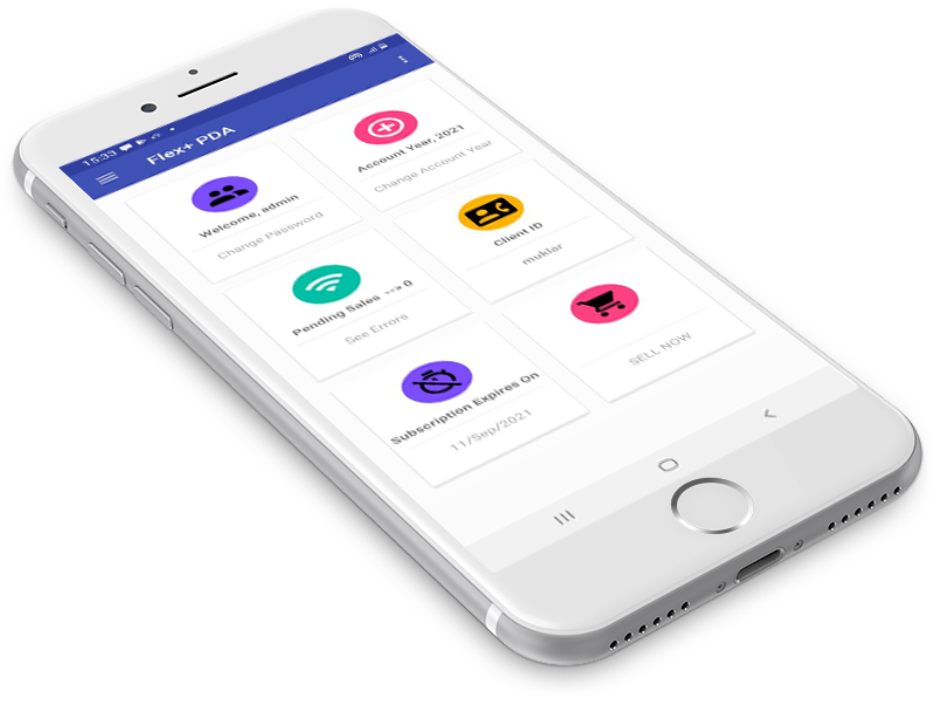 15:33
Flex+ PDA
Welcome, admin
Change Password
Account Year, 2021
Change Account Year
Pending Sales --> 0
See Errors
Client ID
muklar
Subscription Expires On
11/Sep/2021
SELL NOW